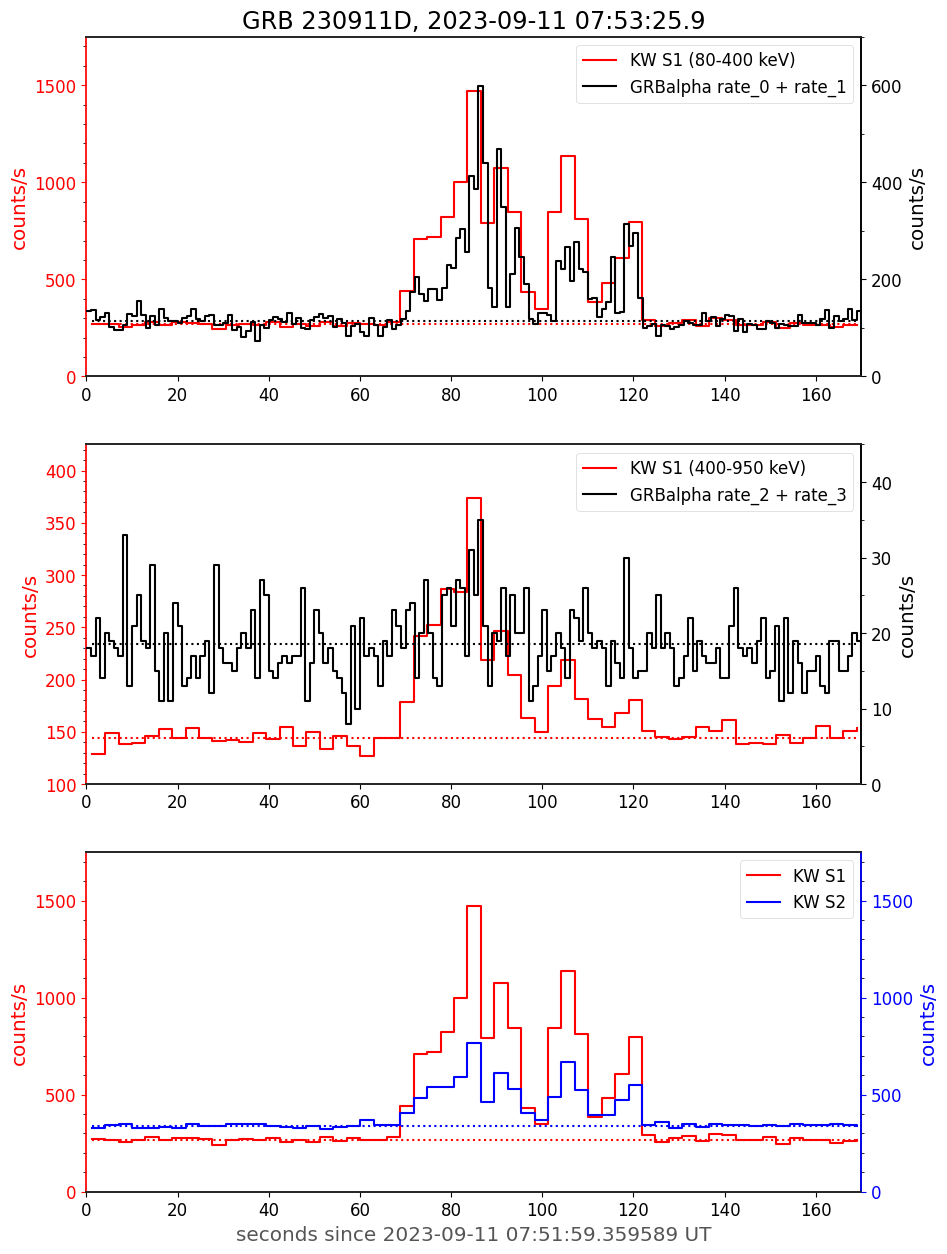 GRB 230911D, 2023-09-11 07:53:25.9
KW S1 (80-400 keV)
GRBalpha rate_0 + rate_1
counts/s
counts/s
1500
1000
500
0
600
400
200
0
0 20 40 60 80 100 120 140 160
KW S1 (400-950 keV)
GRBalpha rate_2 + rate_3
counts/s
counts/s
400
350
300
250
200
150
100
40
30
20
10
0
0 20 40 60 80 100 120 140 160
KW S1
KW S2
counts/s
counts/s
1500
1000
500
0
1500
1000
500
0
0 20 40 60 80 100 120 140 160
seconds since 2023-09-11 07:51:59.359589 UT